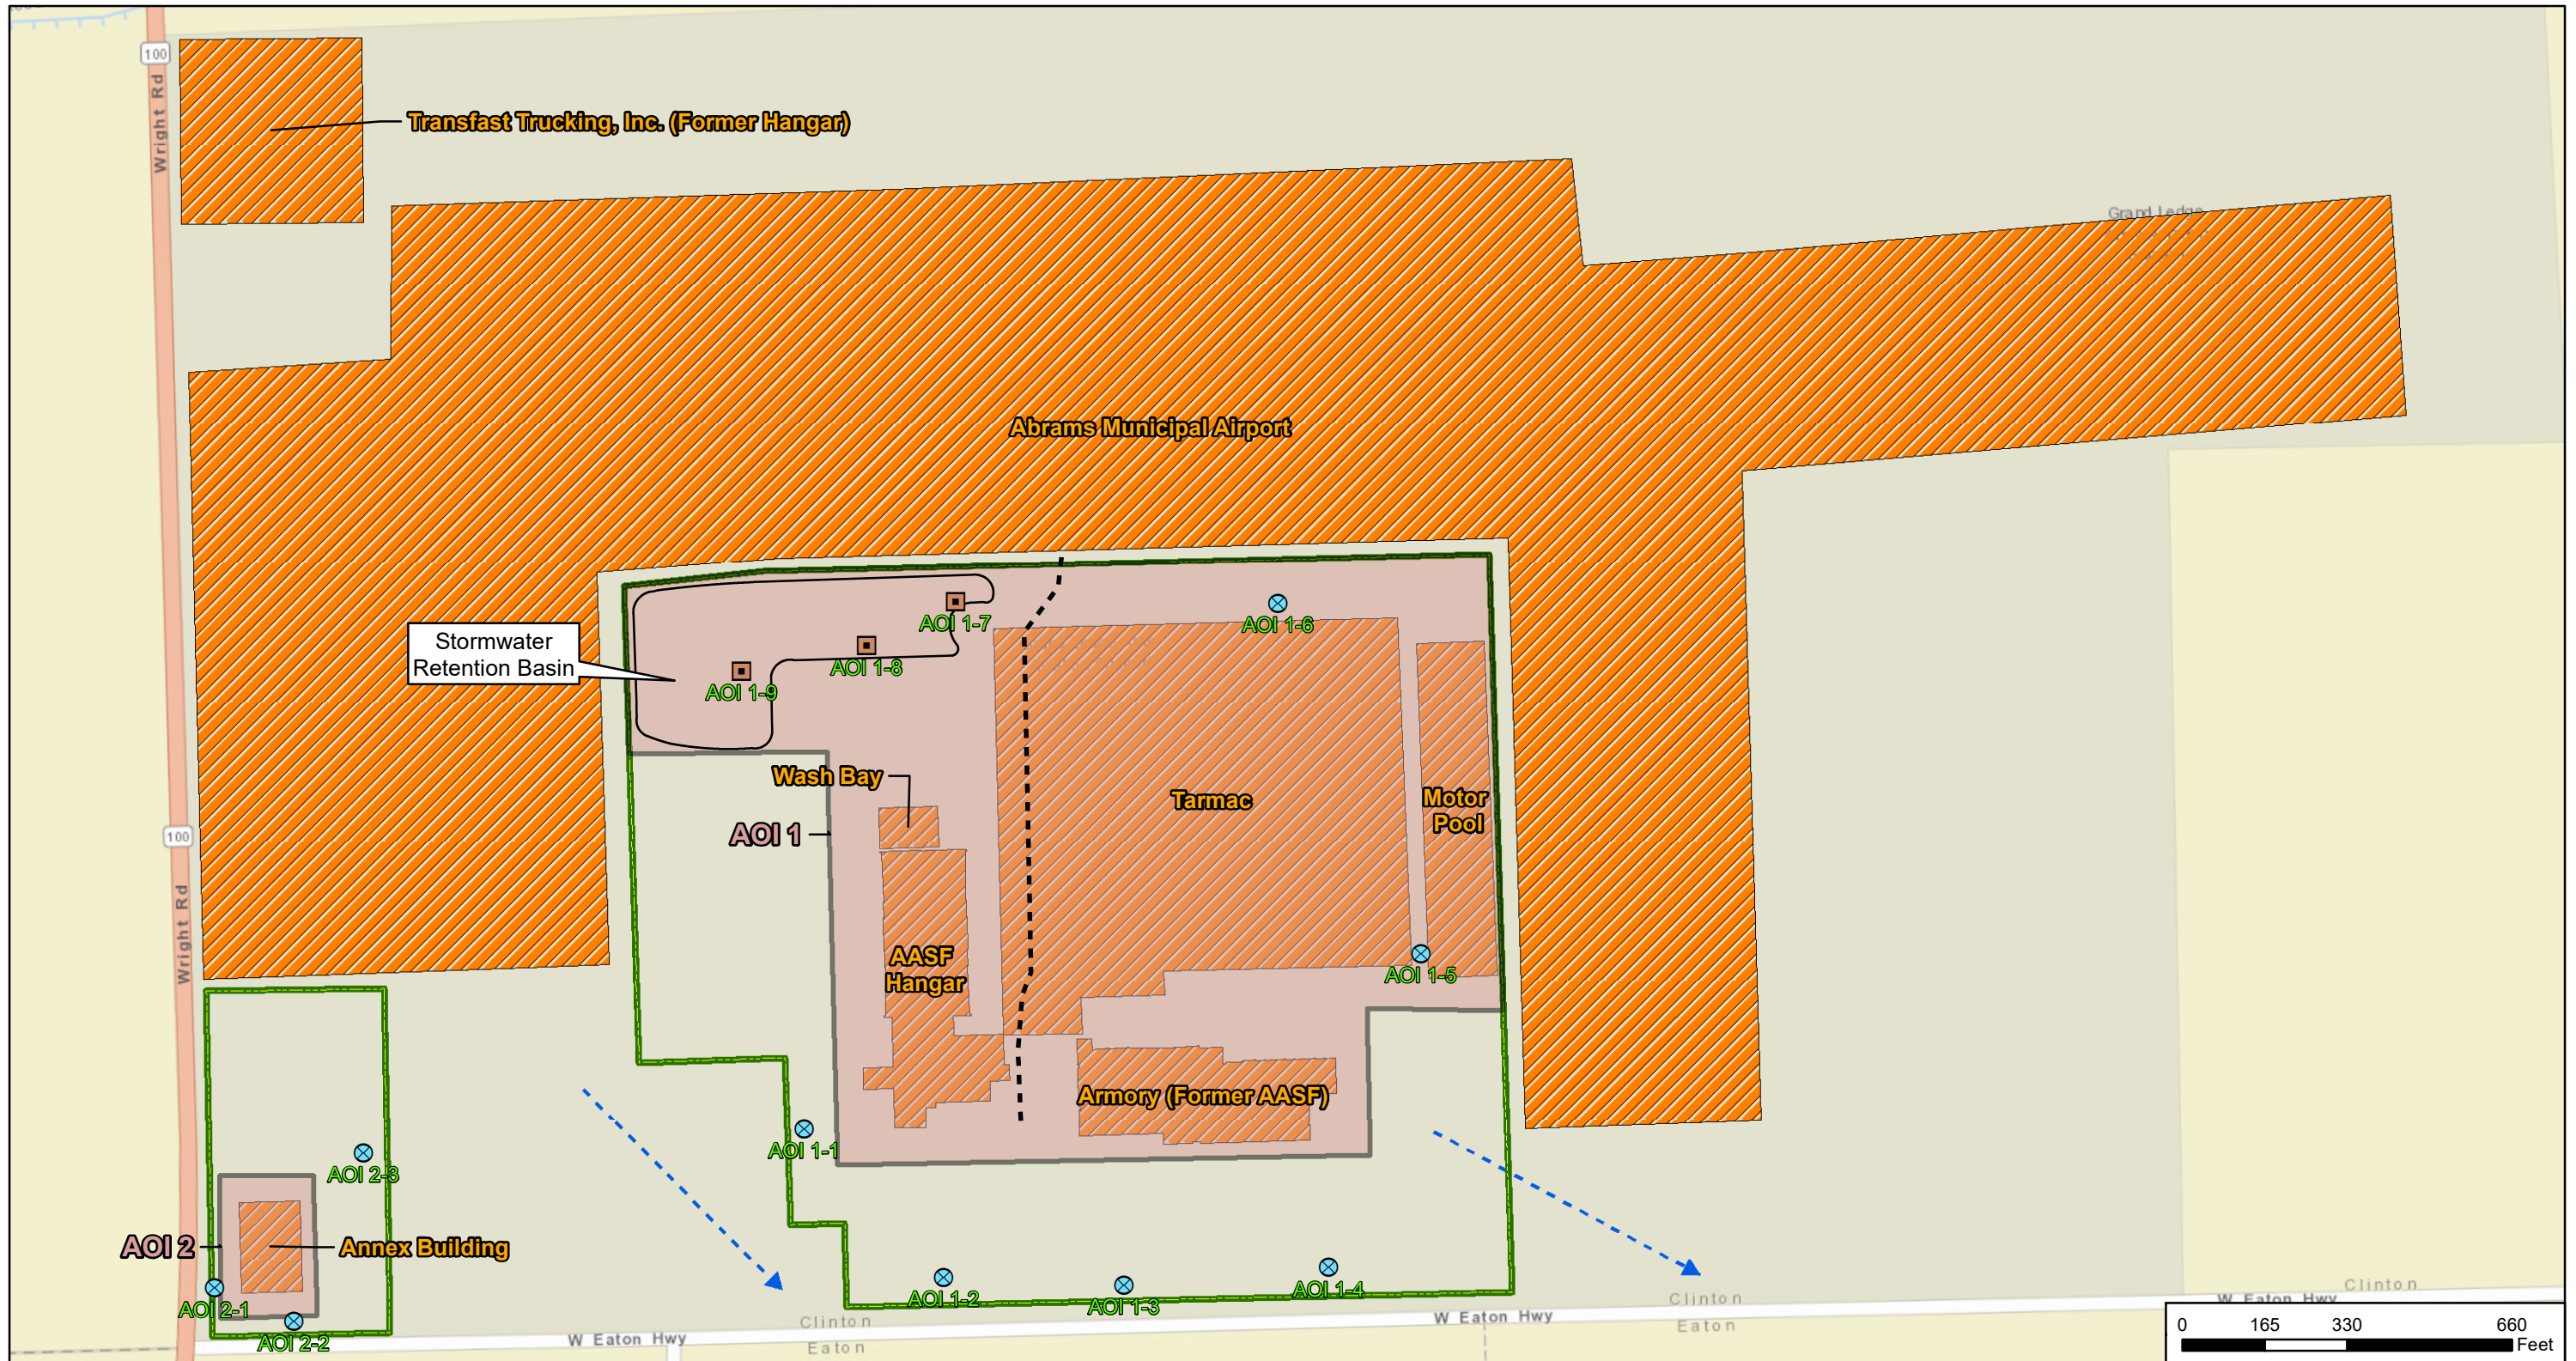 100
Wright Rd
Transfast Trucking, Inc. (Former Hangar)
Grand Ledge
Abrams Municipal Airport
Stormwater
Retention Basin
AOI 1-7
AOI 1-6
AOI 1-8
AOI 1-9
Wash Bay
Tarmac
Motor
Pool
AOI 1
100
Wright Rd
AASF
Hangar
AOI 1-5
Armory (Former AASF)
AOI 1-1
AOI 2-3
AOI 2
Annex Building
AOI 2-1
AOI 2-2
AOI 1-2
AOI 1-3
AOI 1-4
Clinton
Eaton
W Eaton Hwy
W Eaton Hwy
Clinton
Eaton
Clinton
W Eaton Hwy
0 165 330 660
Feet